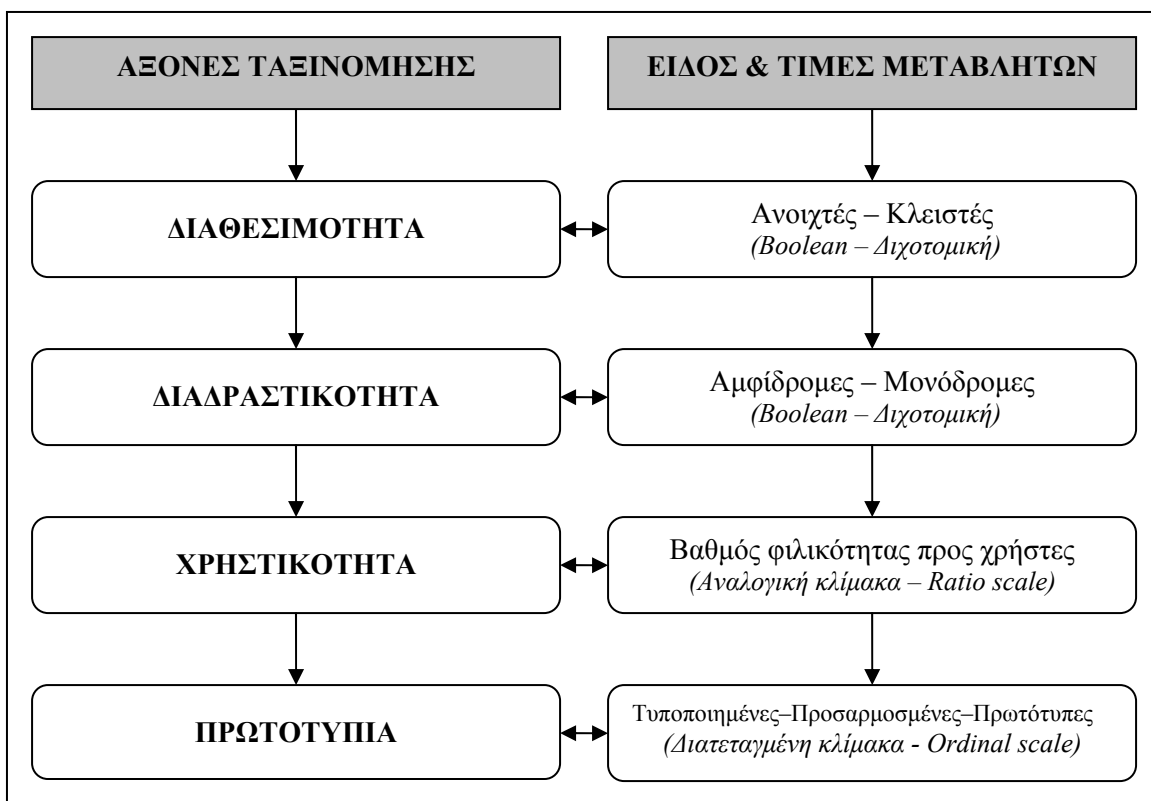 ΑΞΟΝΕΣ ΤΑΞΙΝΟΜΗΣΗΣ
ΕΙΔΟΣ & ΤΙΜΕΣ ΜΕΤΑΒΛΗΤΩΝ
ΔΙΑΘΕΣΙΜΟΤΗΤΑ
Ανοιχτές – Κλειστές
(Boolean – Διχοτομική)
ΔΙΑΔΡΑΣΤΙΚΟΤΗΤΑ
Αμφίδρομες – Μονόδρομες
(Boolean – Διχοτομική)
ΧΡΗΣΤΙΚΟΤΗΤΑ
Βαθμός φιλικότητας προς χρήστες
(Αναλογική κλίμακα – Ratio scale)
ΠΡΩΤΟΤΥΠΙΑ
Τυποποιημένες–Προσαρμοσμένες–Πρωτότυπες
(Διατεταγμένη κλίμακα - Ordinal scale)